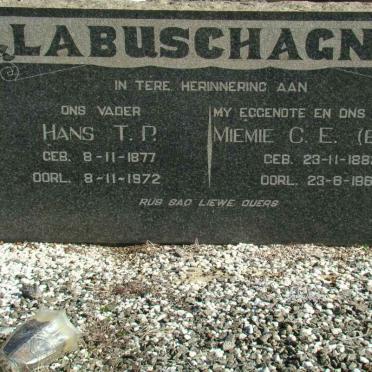 LABUSCHAGN
IN TERE HERINNERING AAN
ONS VADER
HANS T. P.
GEB. 8-11-1877
OORL. 8-11-1972
MY EGGENOTE EN ONS
MIEMIE C. E.
GEB. 23-11-188
OORL. 23-6-196
RUS SAG LIEWE OUERS